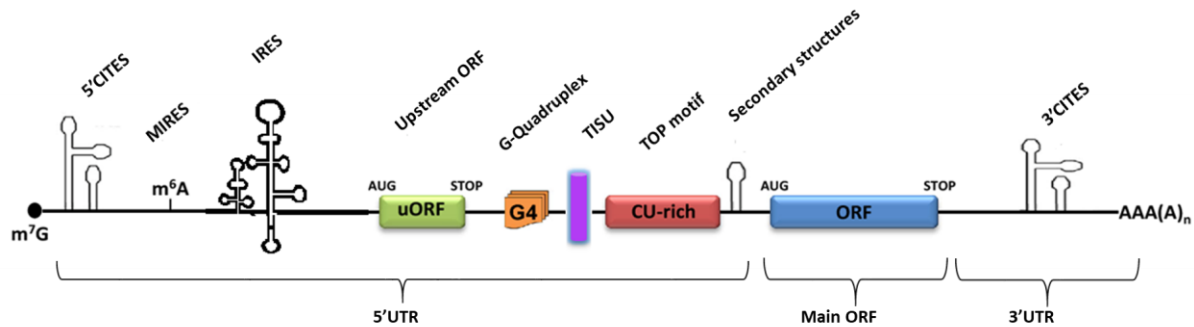 5'CITES
MIRES
IRES
Upstream ORF
G-Quadruplex
TISU
TOP motif
Secondary structures
3'CITES
m⁶A
AUG
STOP
AUG
STOP
uORF
G4
CU-rich
ORF
AAA(A)ₙ
m⁷G
5'UTR
Main ORF
3'UTR